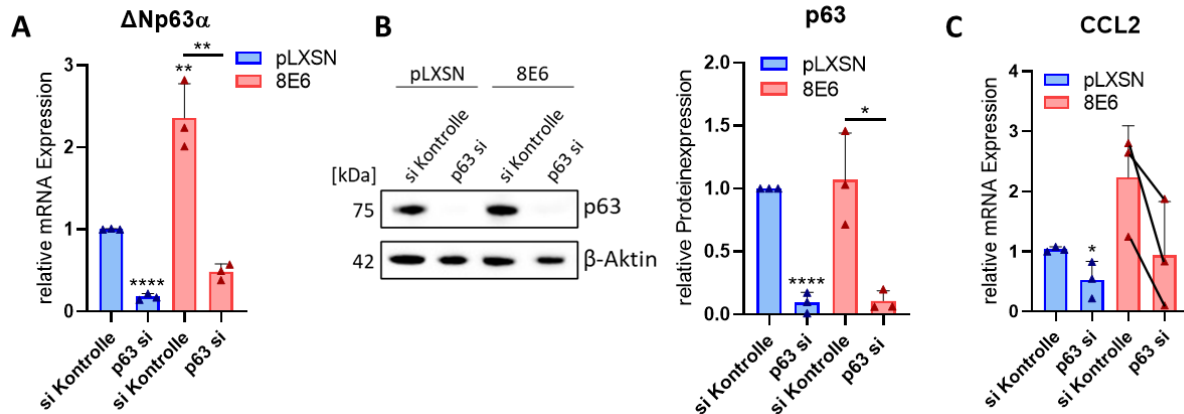 A
ΔNp63α
pLXSN
8E6
relative mRNA Expression
3
2
1
0
****
**
**
si Kontrolle
p63 si
si Kontrolle
p63 si
B
pLXSN
8E6
si Kontrolle
p63 si
si Kontrolle
p63 si
[kDa]
75
p63
42
β-Aktin
p63
pLXSN
8E6
relative Proteinexpression
2.0
1.5
1.0
0.5
0.0
****
*
si Kontrolle
p63 si
si Kontrolle
p63 si
C
CCL2
pLXSN
8E6
relative mRNA Expression
4
3
2
1
0
*
si Kontrolle
p63 si
si Kontrolle
p63 si